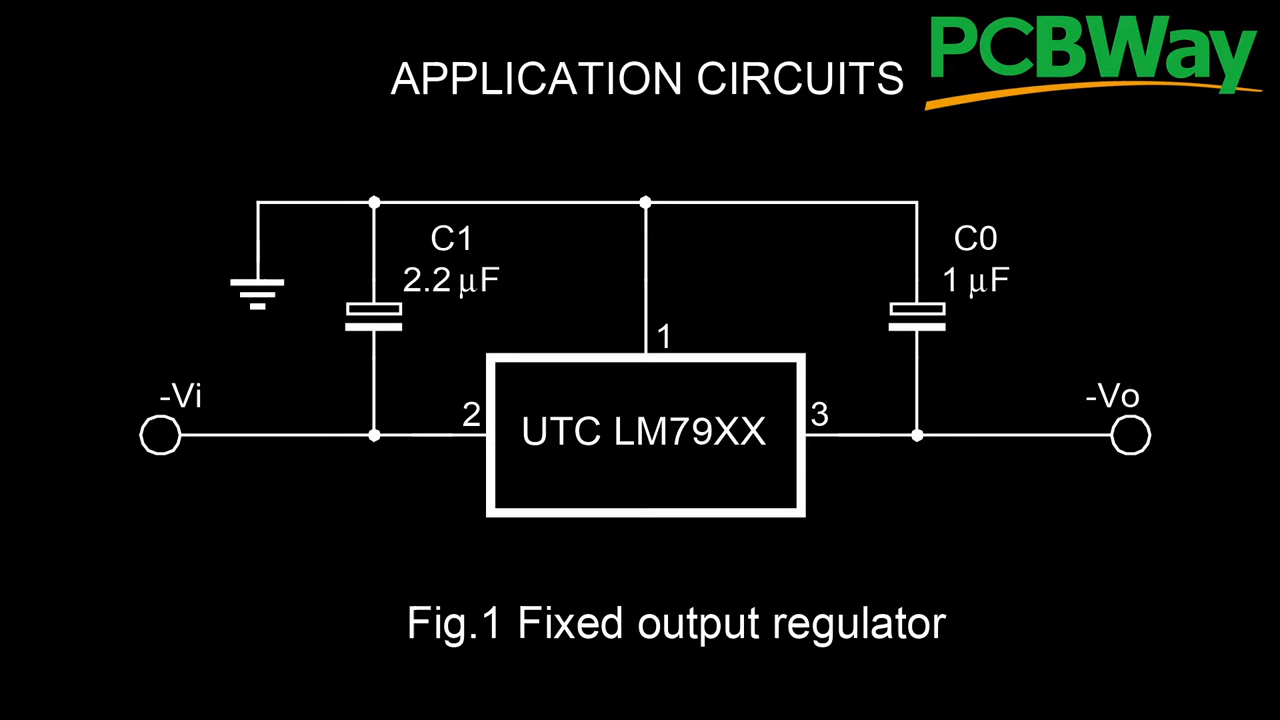 PCBWay
APPLICATION CIRCUITS
C1
2.2 μF
C0
1 μF
1
-Vi
2
UTC LM79XX
3
-Vo
Fig.1 Fixed output regulator